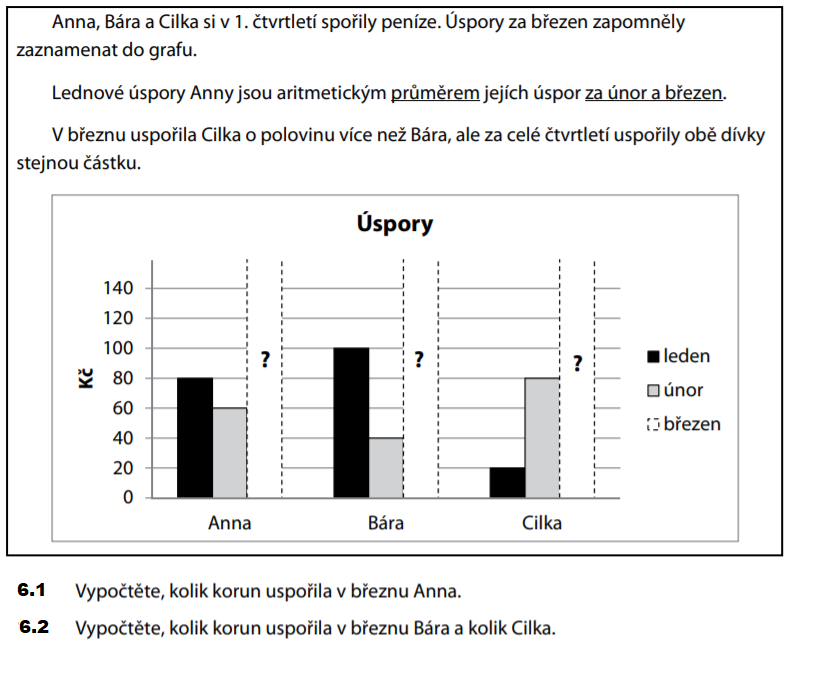 Anna, Bára a Cilka si v 1. čtvrtletí spořily peníze. Úspory za březen zapomněly
zaznamenat do grafu.
Lednové úspory Anny jsou aritmetickým průměrem jejích úspor za únor a březen.
V březnu uspořila Cilka o polovinu více než Bára, ale za celé čtvrtletí uspořily obě dívky
stejnou částku.
Úspory
Kč
140
120
100
80
60
40
20
0
? ? ?
Anna Bára Cilka
leden
únor
březen
6.1 Vypočtěte, kolik korun uspořila v březnu Anna.
6.2 Vypočtěte, kolik korun uspořila v březnu Bára a kolik Cilka.